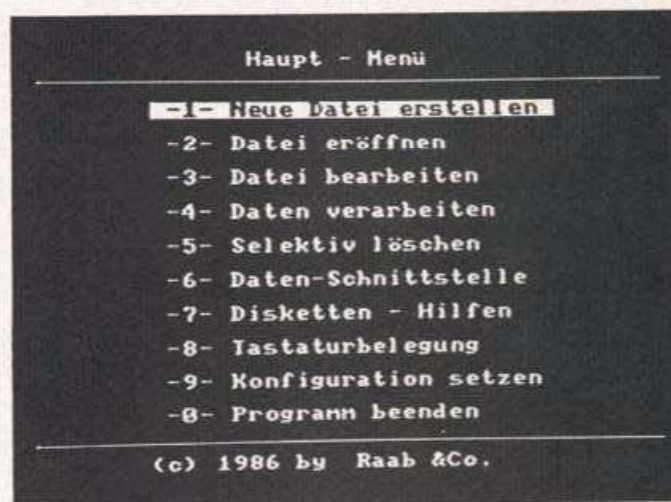 Haupt - Menü
-1- Neue Datei erstellen
-2- Datei eröffnen
-3- Datei bearbeiten
-4- Daten verarbeiten
-5- Selektiv löschen
-6- Daten-Schnittstelle
-7- Disketten - Hilfen
-8- Tastaturbelegung
-9- Konfiguration setzen
-0- Programm beenden
(c) 1986 by Raab &Co.